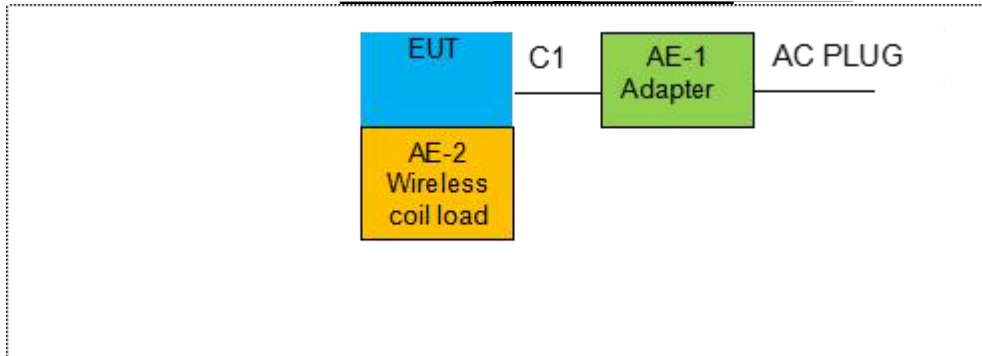 EUT
C1
AE-1
Adapter
AC PLUG
AE-2
Wireless
coil load